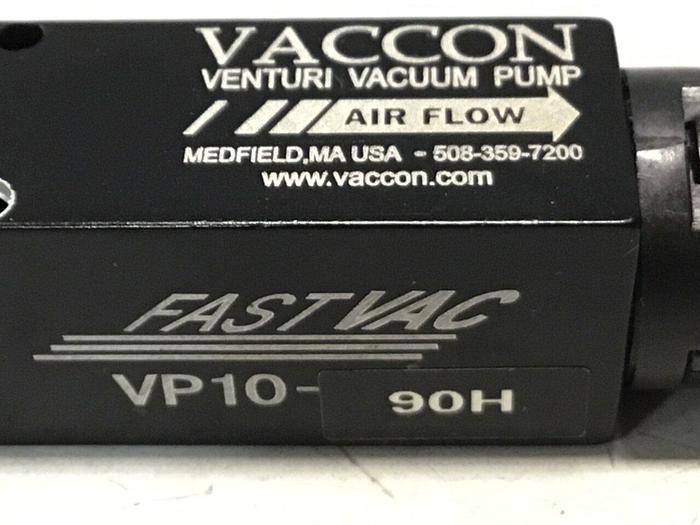 VACCON
VENTURI VACUUM PUMP
AIR FLOW
MEDFIELD,MA USA - 508-359-7200
www.vaccon.com
FASTVAC
VP10-90H